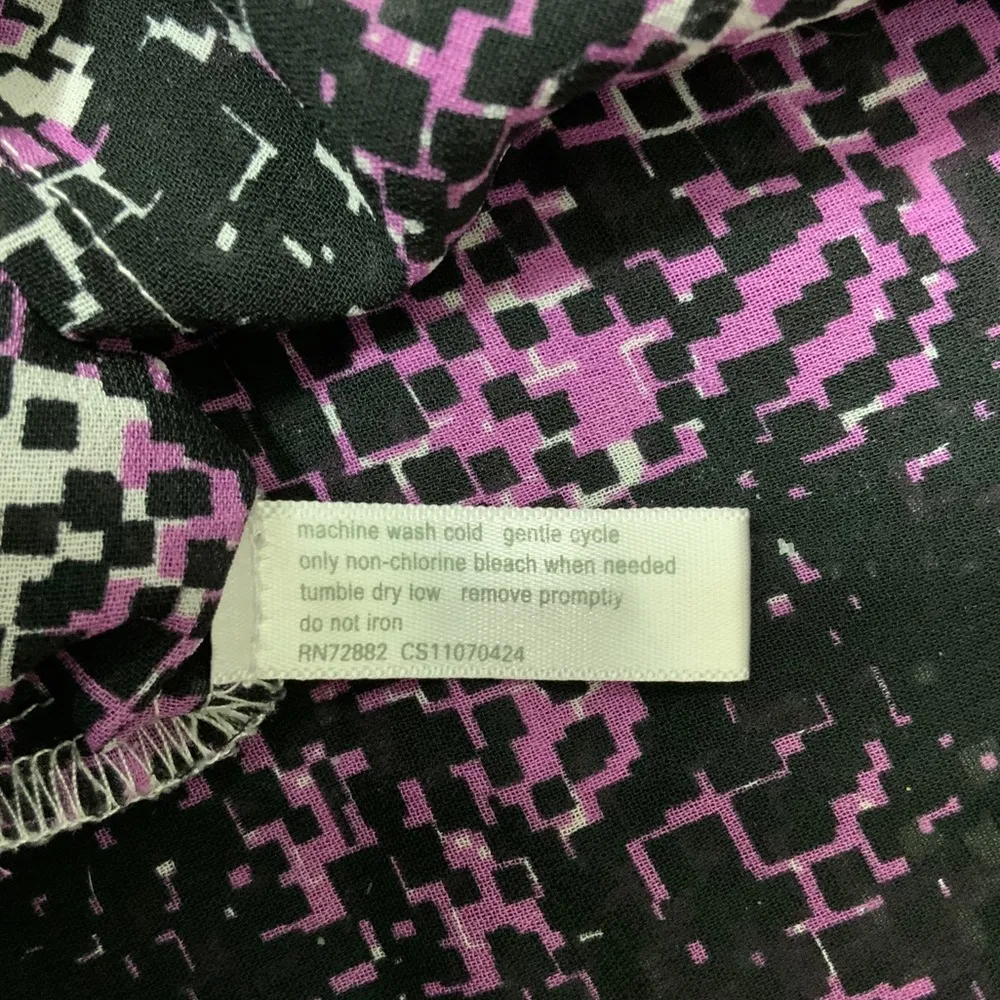 machine wash cold gentle cycle
only non-chlorine bleach when needed
tumble dry low remove promptly
do not iron
RN72882 CS11070424